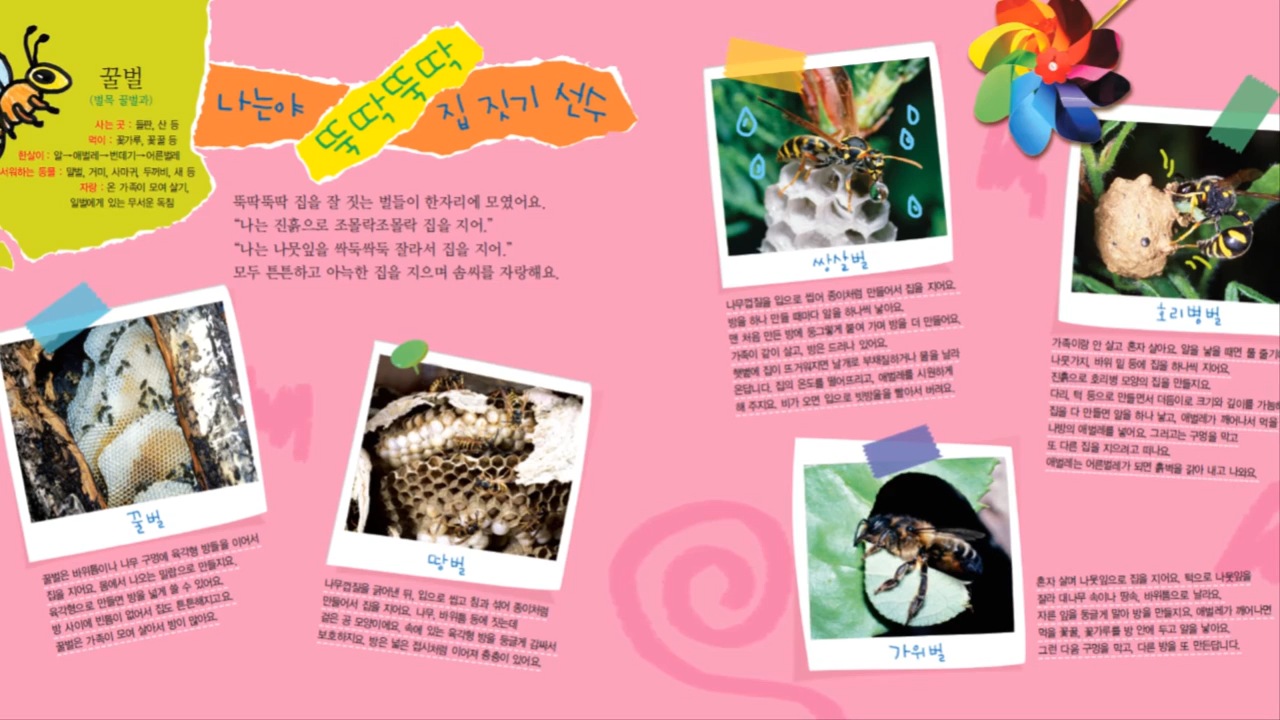 꿀벌
(벌목 꿀벌과)
사는 곳 : 들판, 산 등
먹이 : 꽃가루, 꽃꿀 등
한살이 : 알→애벌레→번데기→어른벌레
서워하는 동물 : 말벌, 거미, 사마귀, 두꺼비, 새 등
자랑 : 온 가족이 모여 살기,
일벌에게 있는 무서운 독침
나는야 뚝딱뚝딱 집 짓기 선수
뚝딱뚝딱 집을 잘 짓는 벌들이 한자리에 모였어요.
“나는 진흙으로 조몰락조몰락 집을 지어.”
“나는 나뭇잎을 싹둑싹둑 잘라서 집을 지어.”
모두 튼튼하고 아늑한 집을 지으며 솜씨를 자랑해요.
꿀벌
꿀벌은 바위틈이나 나무 구멍에 육각형 방들을 이어서
집을 지어요. 몸에서 나오는 밀랍으로 만들지요.
육각형으로 만들면 방을 넓게 쓸 수 있어요.
방 사이에 빈틈이 없어서 집도 튼튼해지고요.
꿀벌은 가족이 모여 살아서 방이 많아요.
땅벌
나무껍질을 긁어낸 뒤, 입으로 씹고 침과 섞어 종이처럼
만들어서 집을 지어요. 나무, 바위틈 등에 짓는데
겉은 공 모양이에요. 속에 있는 육각형 방을 둥글게 감싸서
보호하지요. 방은 넓은 접시처럼 이어져 층층이 있어요.
쌍살벌
나무껍질을 입으로 씹어 종이처럼 만들어서 집을 지어요.
방을 하나 만들 때마다 알을 하나씩 낳아요.
맨 처음 만든 방에 둥그렇게 붙여 가며 방을 더 만들어요.
가족이 같이 살고, 방은 드러나 있어요.
햇볕에 집이 뜨거워지면 날개로 부채질하거나 물을 날라
온답니다. 집의 온도를 떨어뜨리고, 애벌레를 시원하게
해 주지요. 비가 오면 입으로 빗방울을 빨아서 버려요.
호리병벌
가족이랑 안 살고 혼자 살아요. 알을 낳을 때면 풀 줄기
나뭇가지, 바위 밑 등에 집을 하나씩 지어요.
진흙으로 호리병 모양의 집을 만들지요.
다리, 턱 등으로 만들면서 더듬이로 크기와 깊이를 가늠
집을 다 만들면 알을 하나 낳고, 애벌레가 깨어나서 먹을
나방의 애벌레를 넣어요. 그러고는 구멍을 막고
또 다른 집을 지으려고 떠나요.
애벌레는 어른벌레가 되면 흙벽을 갉아 내고 나와요.
가위벌
혼자 살며 나뭇잎으로 집을 지어요. 턱으로 나뭇잎을
잘라 대나무 속이나 땅속, 바위틈으로 날라요.
자른 잎을 둥글게 말아 방을 만들지요. 애벌레가 깨어나면
먹을 꽃꿀, 꽃가루를 방 안에 두고 알을 낳아요.
그런 다음 구멍을 막고, 다른 방을 또 만든답니다.